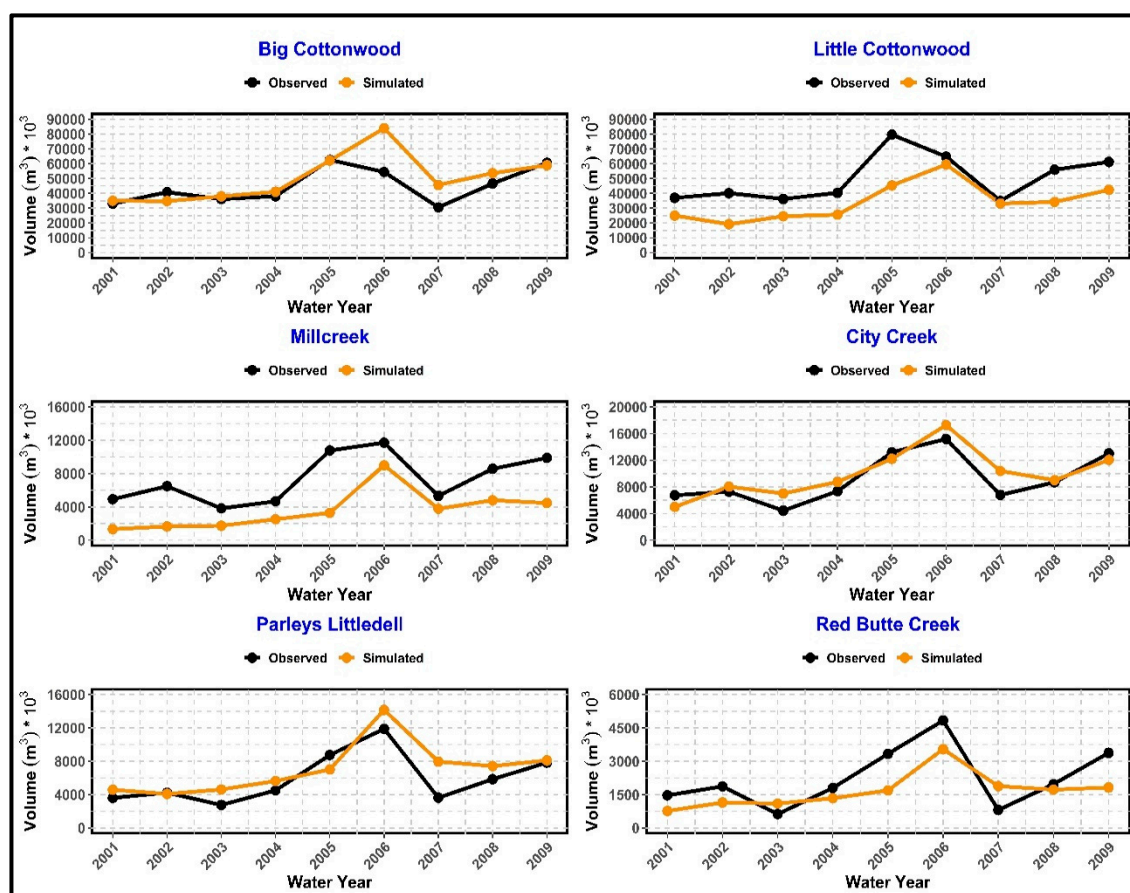 Big Cottonwood
Observed Simulated
Volume (m³) * 10³
90000
80000
70000
60000
50000
40000
30000
20000
10000
0
2001 2002 2003 2004 2005 2006 2007 2008 2009
Water Year
Little Cottonwood
Observed Simulated
Volume (m³) * 10³
90000
80000
70000
60000
50000
40000
30000
20000
10000
0
2001 2002 2003 2004 2005 2006 2007 2008 2009
Water Year
Millcreek
Observed Simulated
Volume (m³) * 10³
16000
12000
8000
4000
0
2001 2002 2003 2004 2005 2006 2007 2008 2009
Water Year
City Creek
Observed Simulated
Volume (m³) * 10³
20000
16000
12000
8000
4000
0
2001 2002 2003 2004 2005 2006 2007 2008 2009
Water Year
Parleys Littledell
Observed Simulated
Volume (m³) * 10³
16000
12000
8000
4000
0
2001 2002 2003 2004 2005 2006 2007 2008 2009
Water Year
Red Butte Creek
Observed Simulated
Volume (m³) * 10³
6000
4500
3000
1500
0
2001 2002 2003 2004 2005 2006 2007 2008 2009
Water Year